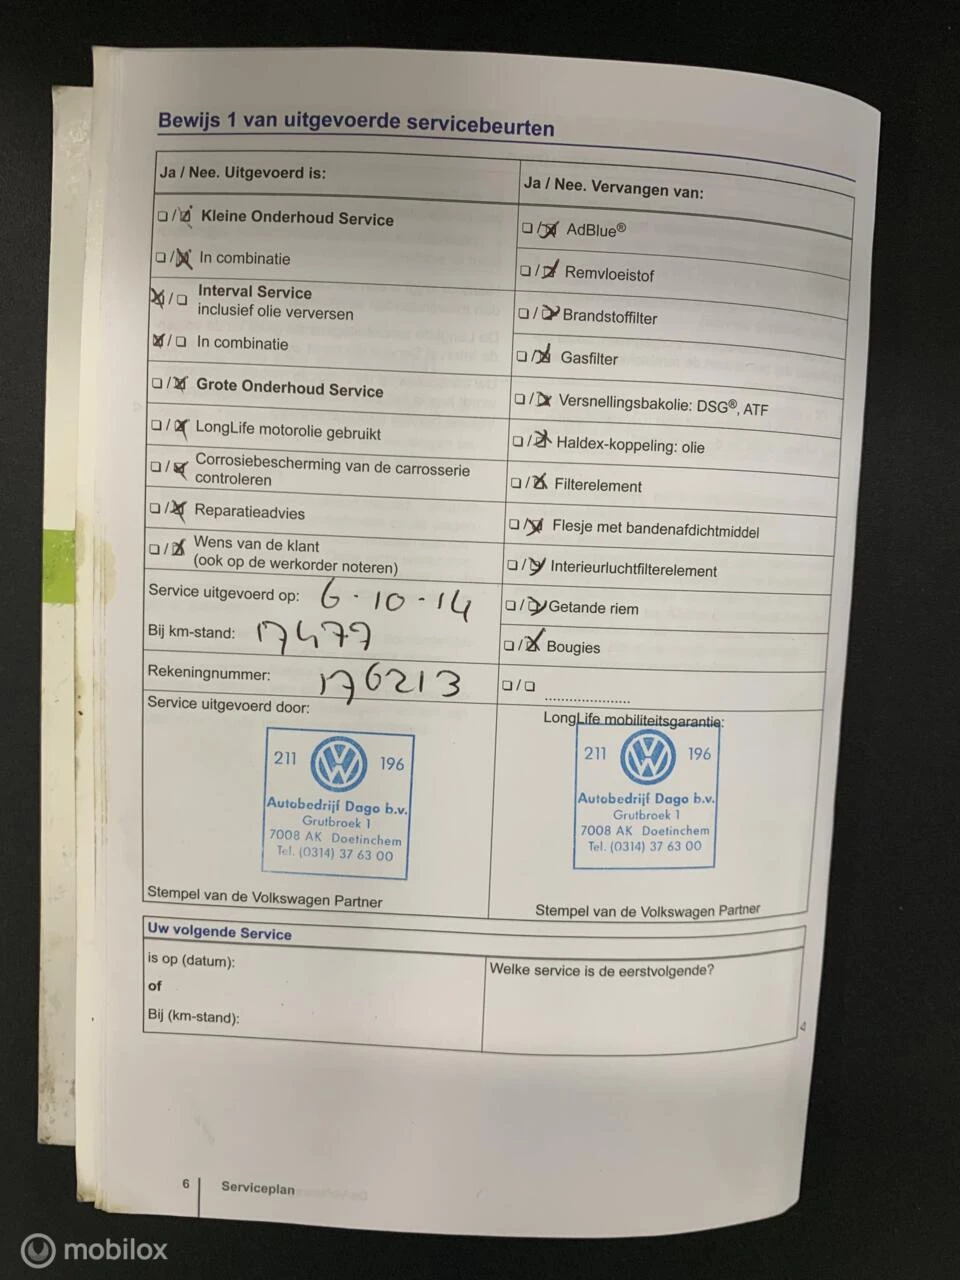 Bewijs 1 van uitgevoerde servicebeurten
Ja / Nee. Uitgevoerd is:
Kleine Onderhoud Service
In combinatie
Interval Service
inclusief olie verversen
In combinatie
Grote Onderhoud Service
LongLife motorolie gebruikt
Corrosiebescherming van de carrosserie
controleren
Reparatieadvies
Wens van de klant
(ook op de werkorder noteren)
Service uitgevoerd op: 6-10-14
Bij km-stand: 17477
Rekeningnummer: 176213
Service uitgevoerd door:
211 VW 196
Autobedrijf Dago b.v.
Grutbroek 1
7008 AK Doetinchem
Tel. (0314) 37 63 00
Stempel van de Volkswagen Partner
Ja / Nee. Vervangen van:
AdBlue®
Remvloeistof
Brandstoffilter
Gasfilter
Versnellingsbakolie: DSG®, ATF
Haldex-koppeling: olie
Filterelement
Flesje met bandenafdichtmiddel
Interieurluchtfilterelement
Getande riem
Bougies
LongLife mobiliteitsgarantie:
211 VW 196
Autobedrijf Dago b.v.
Grutbroek 1
7008 AK Doetinchem
Tel. (0314) 37 63 00
Stempel van de Volkswagen Partner
Uw volgende Service
is op (datum):
of
Bij (km-stand):
Welke service is de eerstvolgende?
6 Serviceplan
mobilox